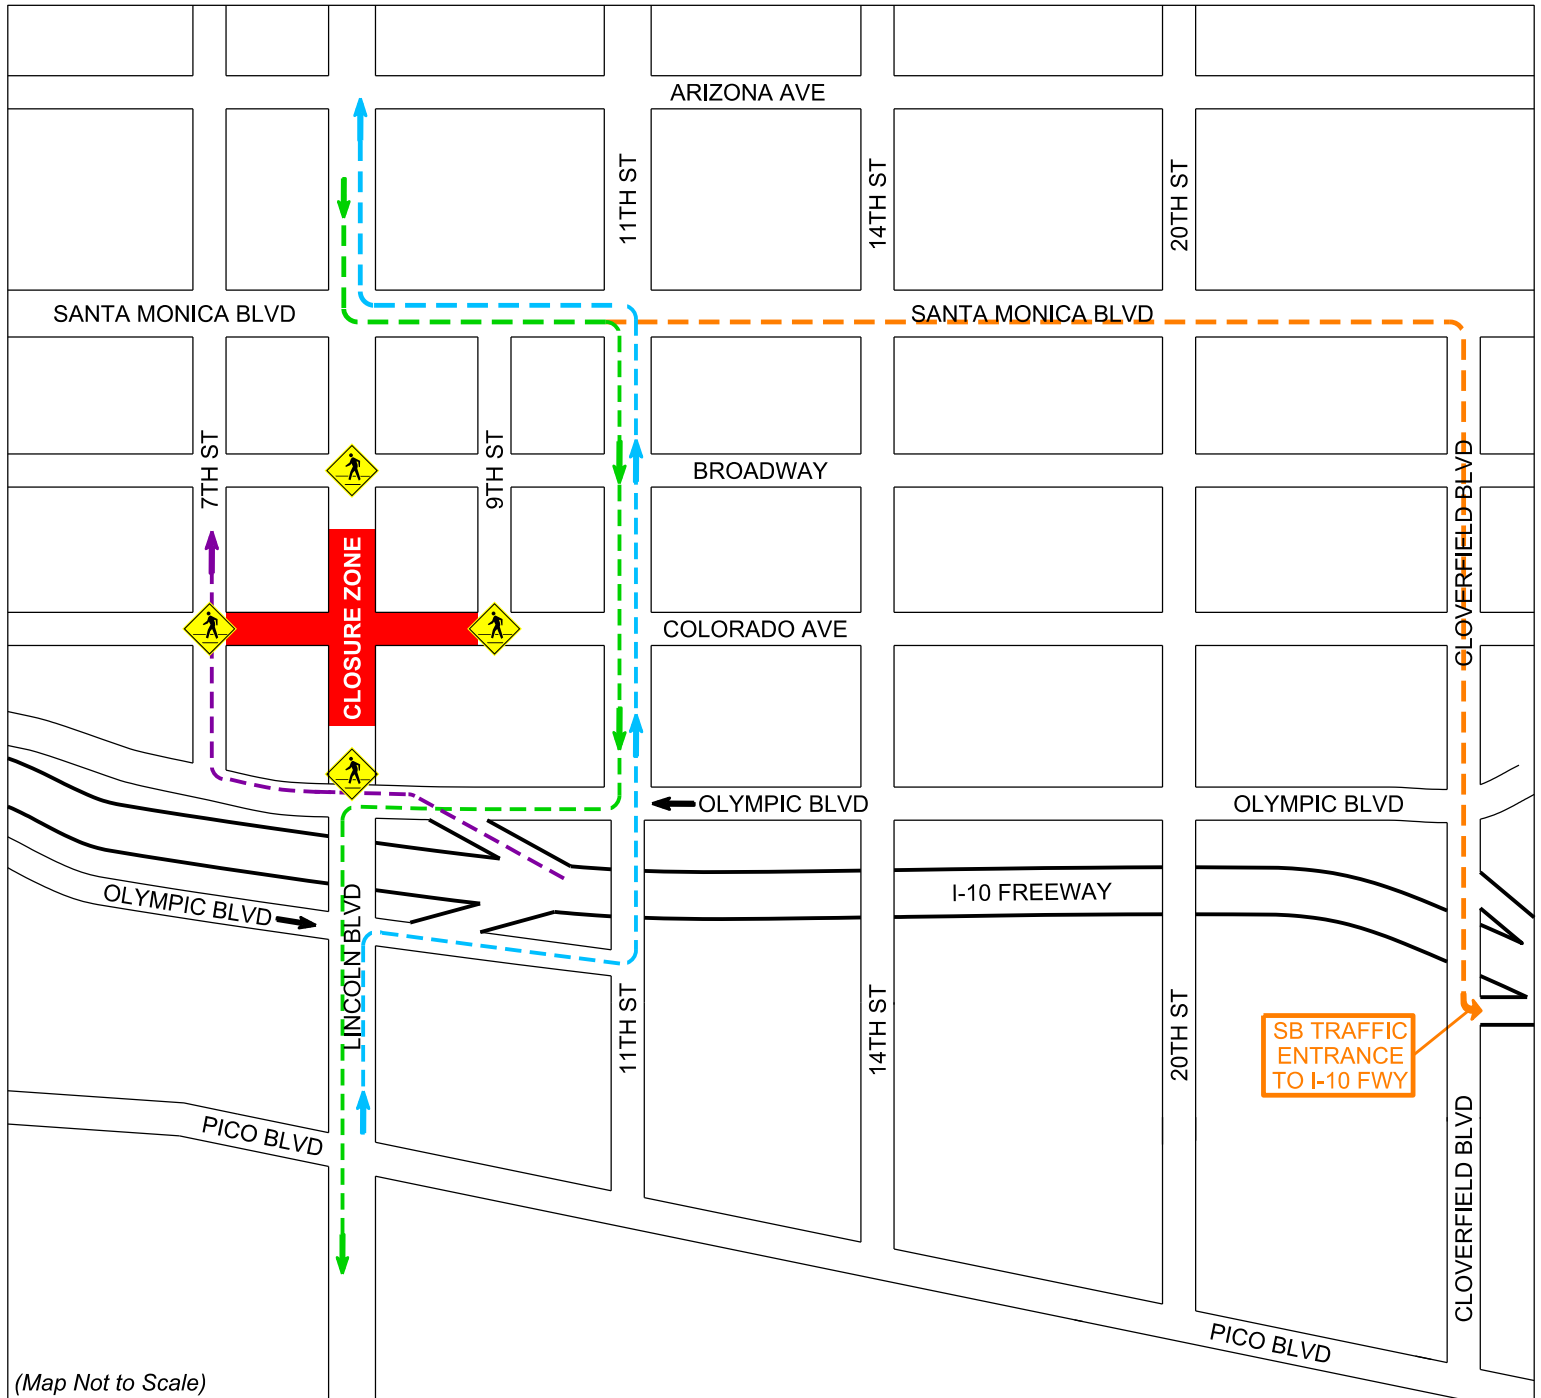 ARIZONA AVE
11TH ST
14TH ST
20TH ST
SANTA MONICA BLVD
SANTA MONICA BLVD
7TH ST
9TH ST
BROADWAY
CLOVERFIELD BLVD
CLOSURE ZONE
COLORADO AVE
OLYMPIC BLVD
OLYMPIC BLVD
I-10 FREEWAY
OLYMPIC BLVD
LINCOLN BLVD
11TH ST
14TH ST
20TH ST
SB TRAFFIC
ENTRANCE
TO I-10 FWY
CLOVERFIELD BLVD
PICO BLVD
PICO BLVD
(Map Not to Scale)